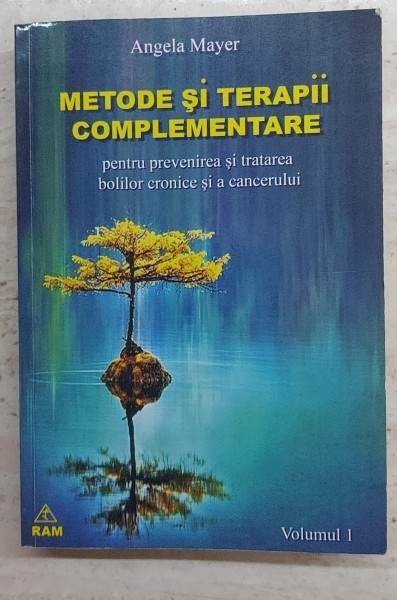 Angela Mayer
METODE ŞI TERAPII
COMPLEMENTARE
pentru prevenirea şi tratarea
bolilor cronice şi a cancerului
RAM
Volumul 1